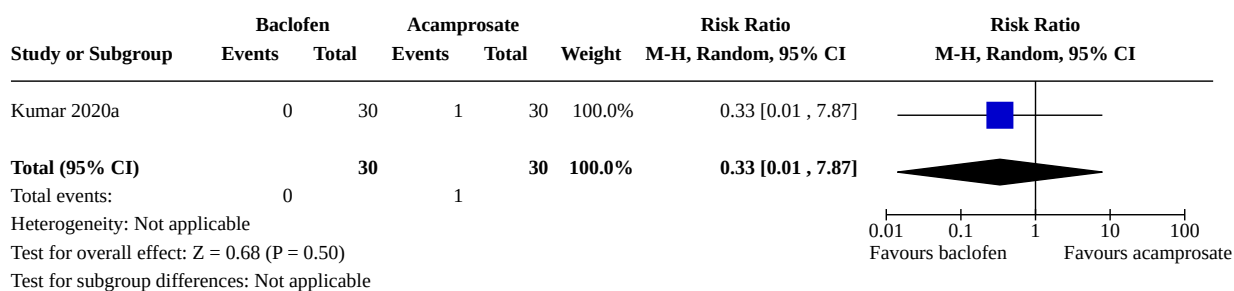 Baclofen Acamprosate Risk Ratio Risk Ratio
Study or Subgroup Events Total Events Total Weight M-H, Random, 95% CI M-H, Random, 95% CI
Kumar 2020a 0 30 1 30 100.0% 0.33 [0.01 , 7.87]
Total (95% CI) 30 30 100.0% 0.33 [0.01 , 7.87]
Total events: 0 1
Heterogeneity: Not applicable
0.01 0.1 1 10 100
Test for overall effect: Z = 0.68 (P = 0.50) Favours baclofen Favours acamprosate
Test for subgroup differences: Not applicable